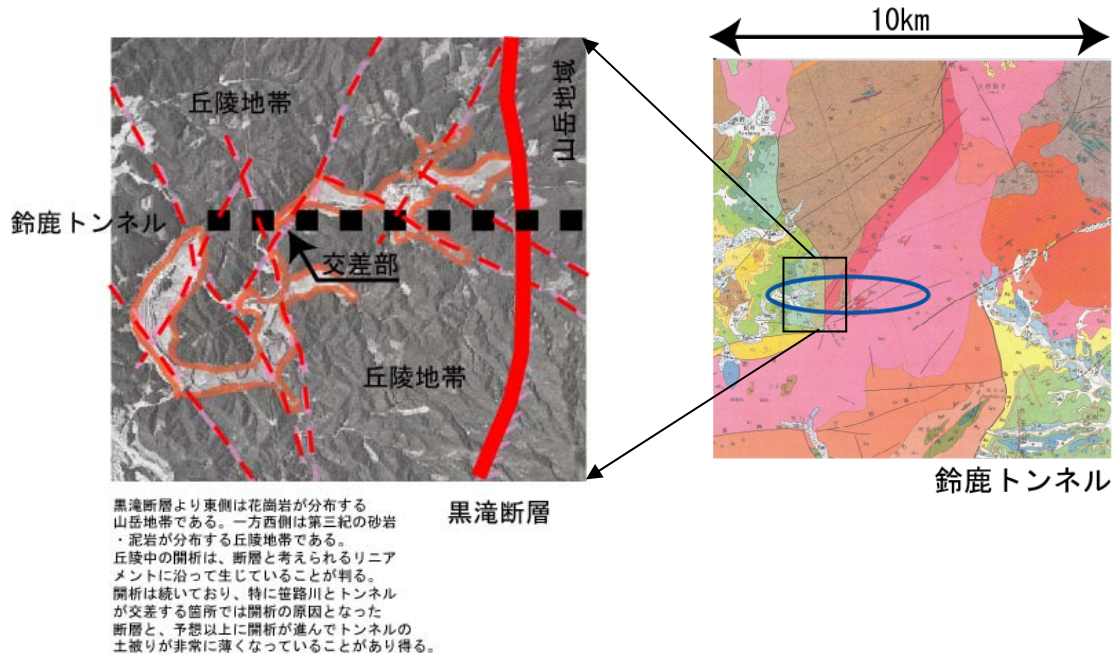 10km
丘陵地帯
山岳地域
鈴鹿トンネル
交差部
丘陵地帯
鈴鹿トンネル
黒滝断層
黒滝断層より東側は花崗岩が分布する
山岳地帯である。一方西側は第三紀の砂岩
・泥岩が分布する丘陵地帯である。
丘陵中の開析は、断層と考えられるリニア
メントに沿って生じていることが判る。
開析は続いており、特に笹路川とトンネル
が交差する箇所では開析の原因となった
断層と、予想以上に開析が進んでトンネルの
土被りが非常に薄くなっていることがあり得る。